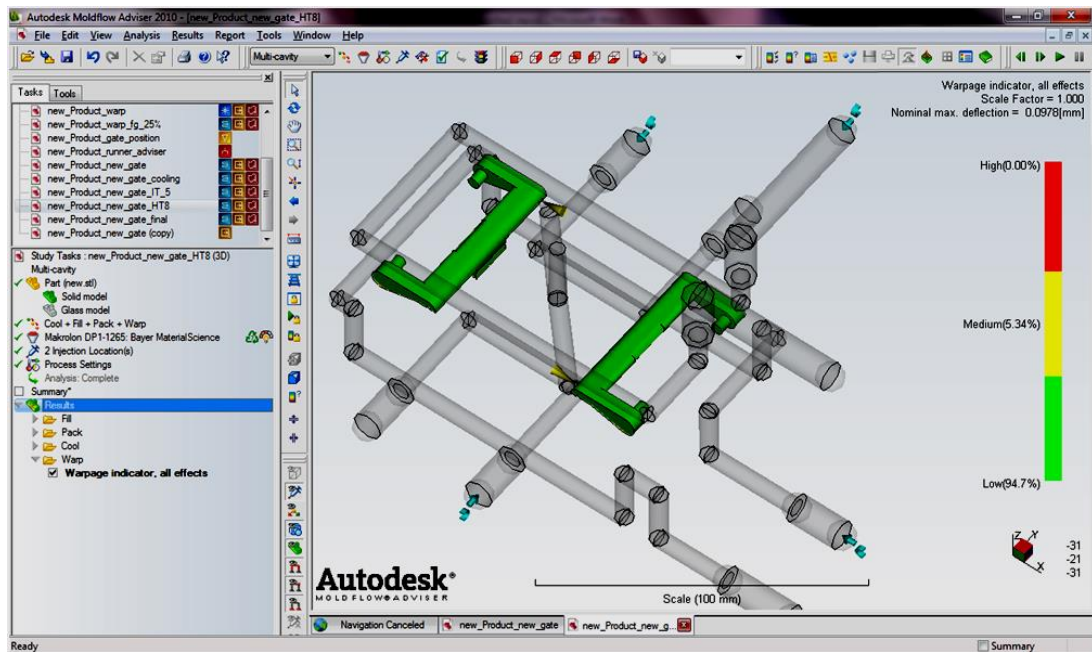 Autodesk Moldflow Adviser 2010 - [new_Product_new_gate_HT8]
File Edit View Analysis Results Report Tools Window Help
Multi-cavity
Tasks Tools
new_Product_warp
new_Product_warp_fg_25%
new_Product_gate_position
new_Product_runner_adviser
new_Product_new_gate
new_Product_new_gate_cooling
new_Product_new_gate_IT_5
new_Product_new_gate_HT8
new_Product_new_gate_final
new_Product_new_gate (copy)
Study Tasks : new_Product_new_gate_HT8 (3D)
Multi-cavity
Part (new.stl)
Solid model
Glass model
Cool + Fill + Pack + Warp
Makrolon DP1-1265: Bayer MaterialScience
2 Injection Location(s)
Process Settings
Analysis: Complete
Summary*
Results
Fill
Pack
Cool
Warp
Warpage indicator, all effects
Warpage indicator, all effects
Scale Factor = 1.000
Nominal max. deflection = 0.0978[mm]
High(0.00%)
Medium(5.34%)
Low(94.7%)
Z Y
X
-31
-21
-31
Autodesk®
MOLDFLOW® ADVISER
Scale (100 mm)
Navigation Canceled new_Product_new_gate new_Product_new_g...
Ready Summary